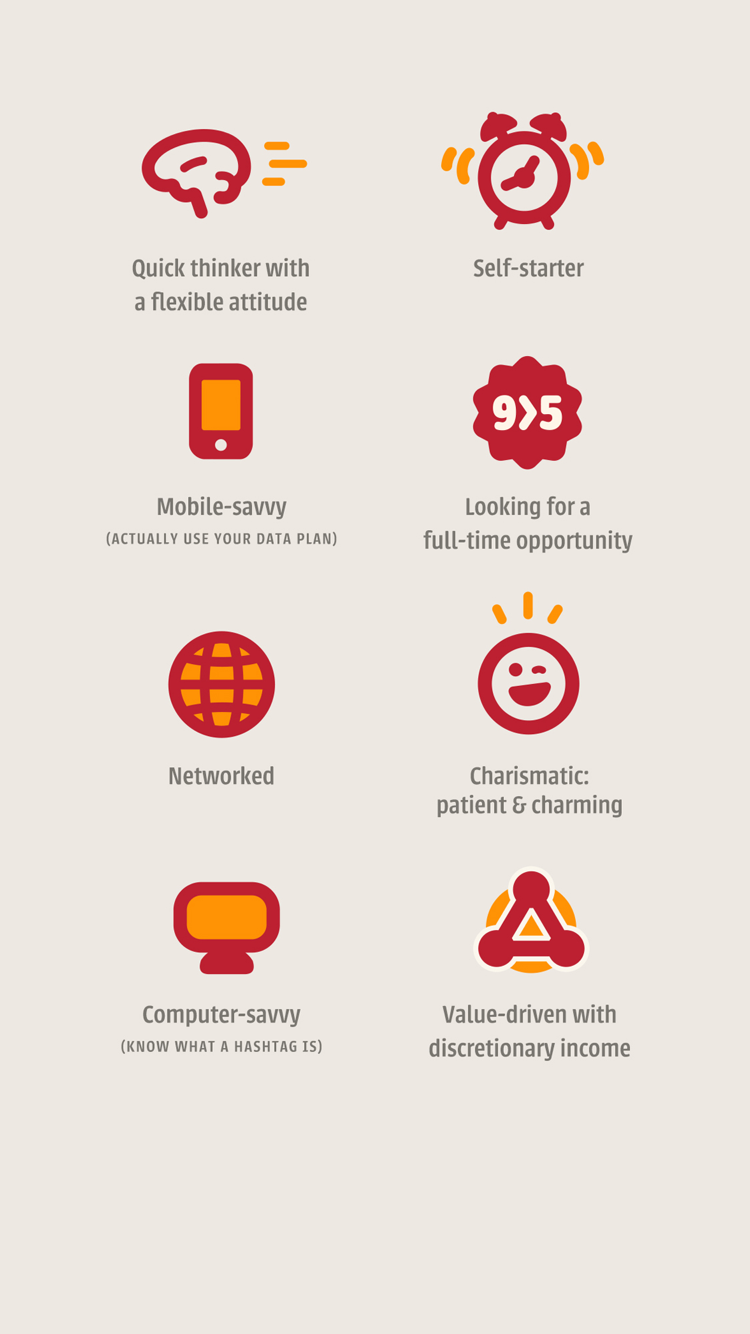 Quick thinker with
a flexible attitude
Self-starter
Mobile-savvy
(ACTUALLY USE YOUR DATA PLAN)
9>5
Looking for a
full-time opportunity
Networked
Charismatic:
patient & charming
Computer-savvy
(KNOW WHAT A HASHTAG IS)
Value-driven with
discretionary income